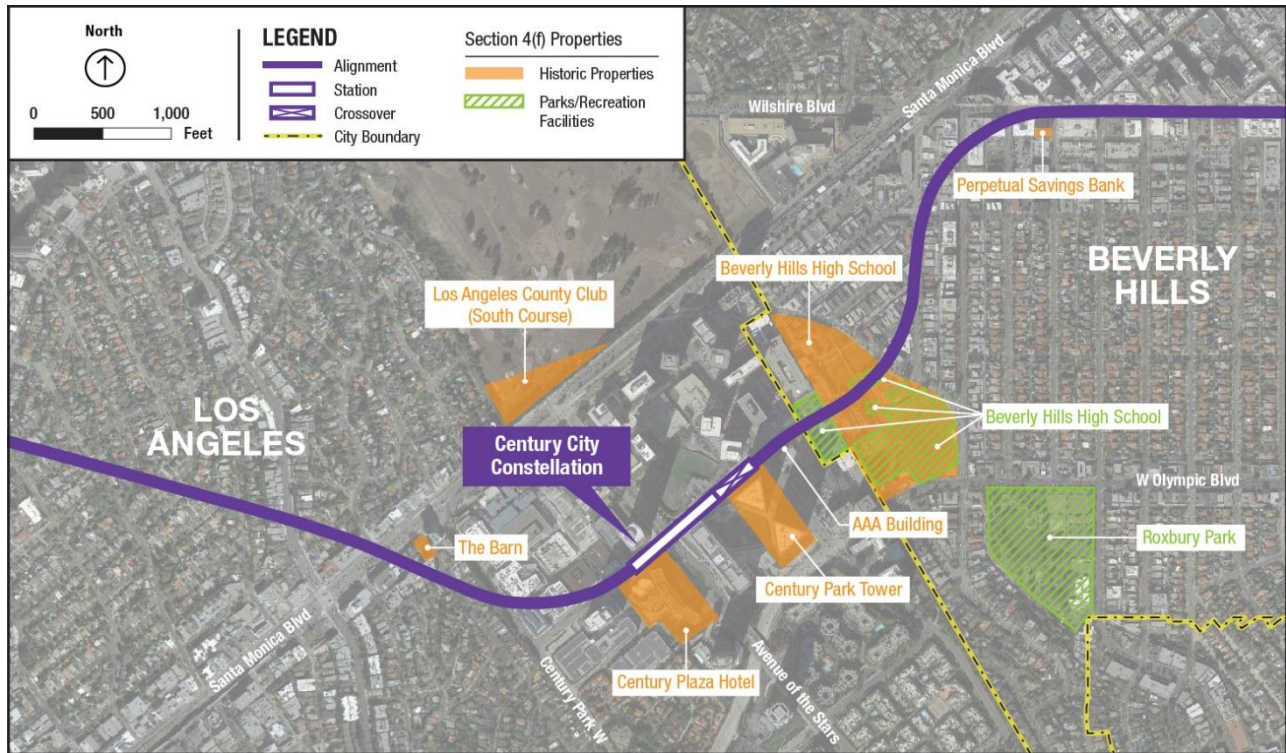 North
0 500 1,000
Feet
LEGEND
Alignment
Station
Crossover
City Boundary
Section 4(f) Properties
Historic Properties
Parks/Recreation
Facilities
Wilshire Blvd
Santa Monica Blvd
Perpetual Savings Bank
BEVERLY
HILLS
Beverly Hills High School
Los Angeles County Club
(South Course)
LOS
ANGELES
Century City
Constellation
Beverly Hills High School
W Olympic Blvd
AAA Building
Roxbury Park
The Barn
Century Park Tower
Santa Monica Blvd
Century Plaza Hotel
Century Park W
Avenue of the Stars